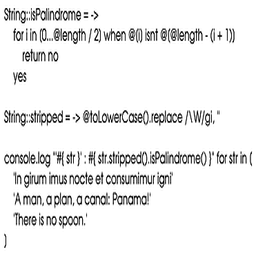 String::isPalindrome = ->
for i in (0...@length / 2) when @(i) isnt @(@length - (i + 1))
return no
yes
String::stripped = -> @toLowerCase().replace /\W/gi, ''
console.log "'#{ str }' : #{ str.stripped().isPalindrome() }" for str in (
'In girum imus nocte et consumimur igni'
'A man, a plan, a canal: Panama!'
'There is no spoon.'
)